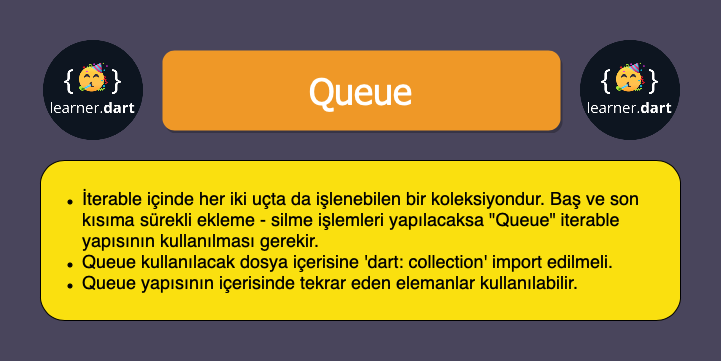 {🥳}
learner.dart
Queue
{🥳}
learner.dart
• İterable içinde her iki uçta da işlenebilen bir koleksiyondur. Baş ve son
kısıma sürekli ekleme - silme işlemleri yapılacaksa "Queue" iterable
yapısının kullanılması gerekir.
• Queue kullanılacak dosya içerisine 'dart: collection' import edilmeli.
• Queue yapısının içerisinde tekrar eden elemanlar kullanılabilir.